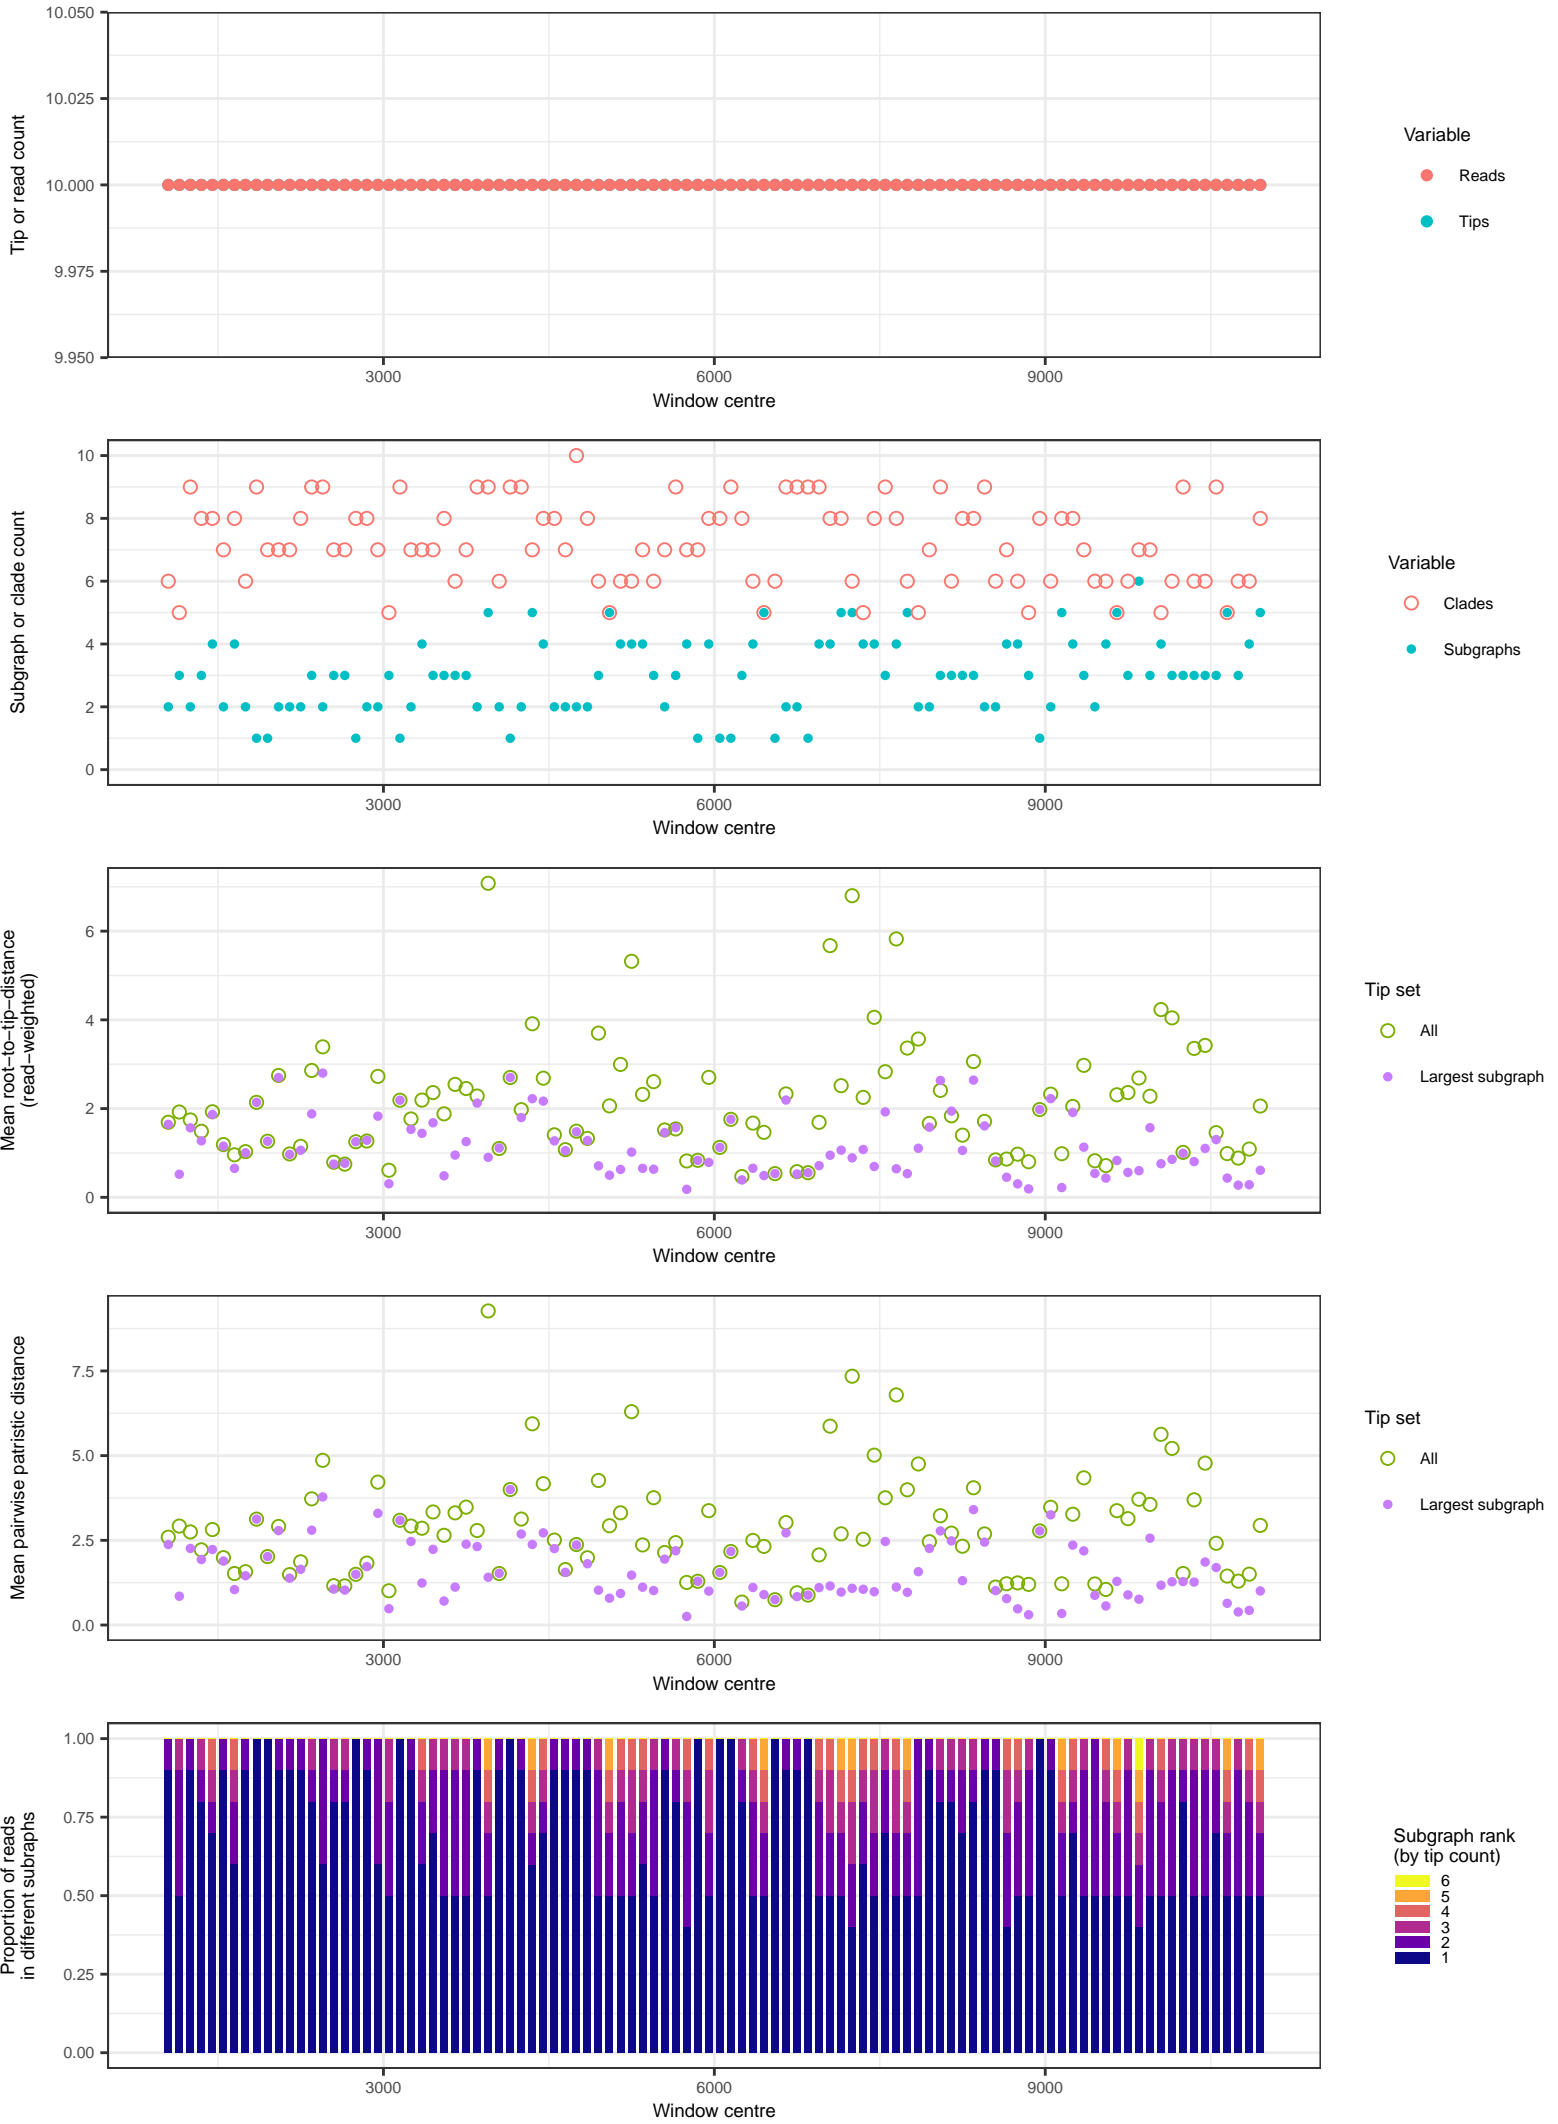 10.050
10.025
10.000
9.975
9.950
Tip or read count
3000
6000
9000
Window centre
Variable
Reads
Tips
10
8
6
4
2
0
Subgraph or clade count
3000
6000
9000
Window centre
Variable
Clades
Subgraphs
6
4
2
0
Mean root−to−tip−distance
(read−weighted)
3000
6000
9000
Window centre
Tip set
All
Largest subgraph
7.5
5.0
2.5
0.0
Mean pairwise patristic distance
3000
6000
9000
Window centre
Tip set
All
Largest subgraph
1.00
0.75
0.50
0.25
0.00
Proportion of reads
in different subraphs
3000
6000
9000
Window centre
Subgraph rank
(by tip count)
6
5
4
3
2
1